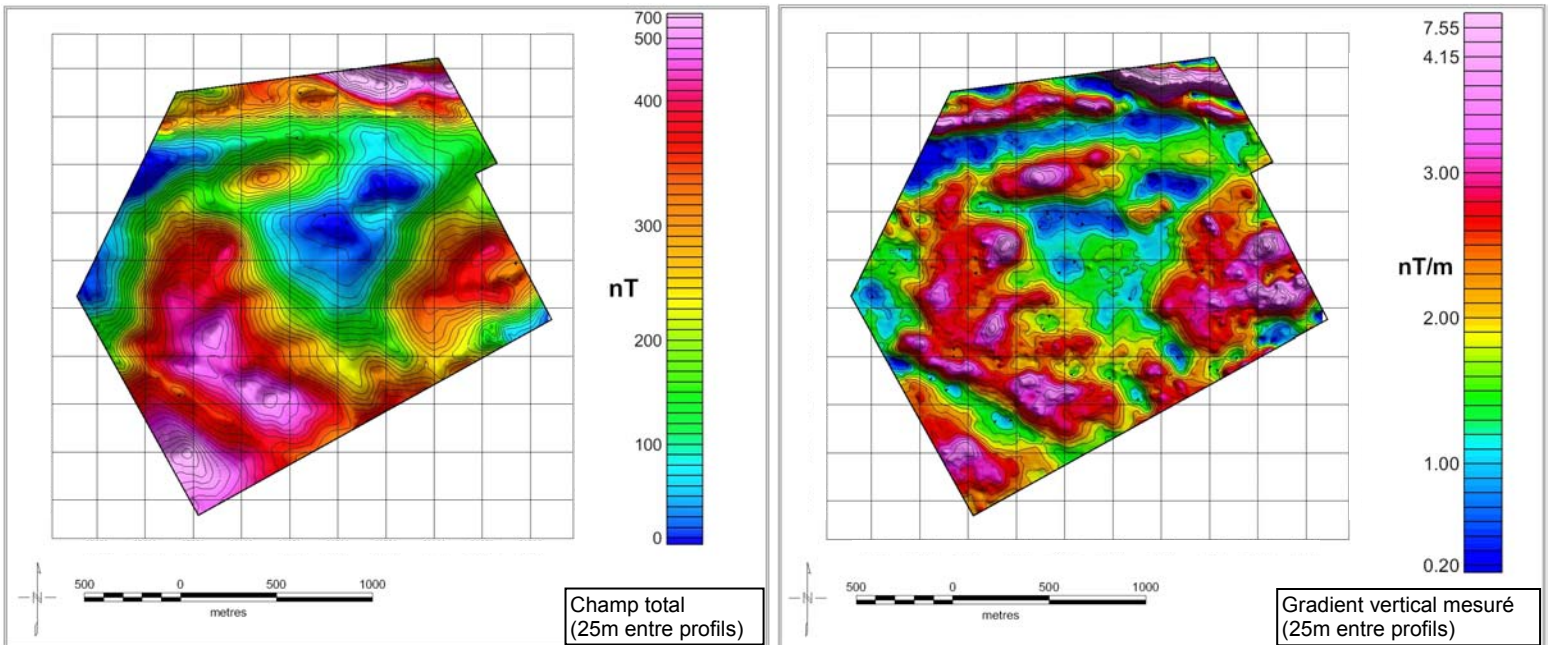 700
500
400
300
nT
200
100
0
500 0 500 1000
metres
N
Champ total
(25m entre profils)
7.55
4.15
3.00
nT/m
2.00
1.00
0.20
500 0 500 1000
metres
N
Gradient vertical mesuré
(25m entre profils)